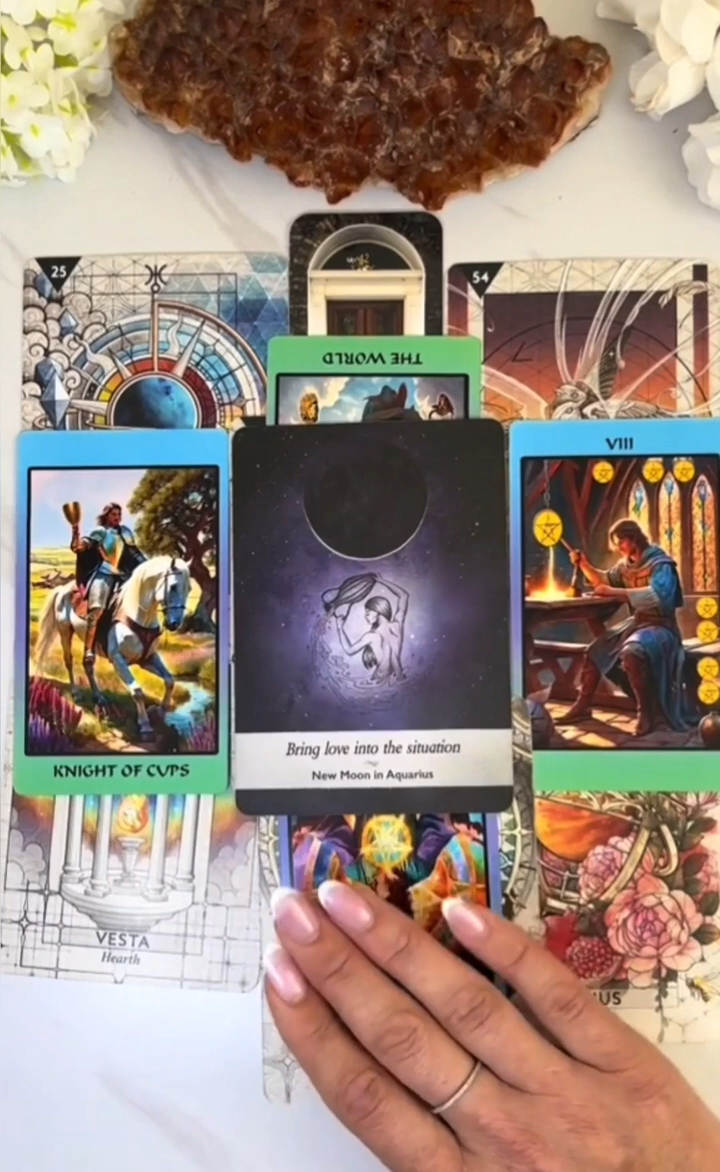 25
54
THE WORLD
VIII
KNIGHT OF CUPS
Bring love into the situation
New Moon in Aquarius
VESTA
Hearth
US